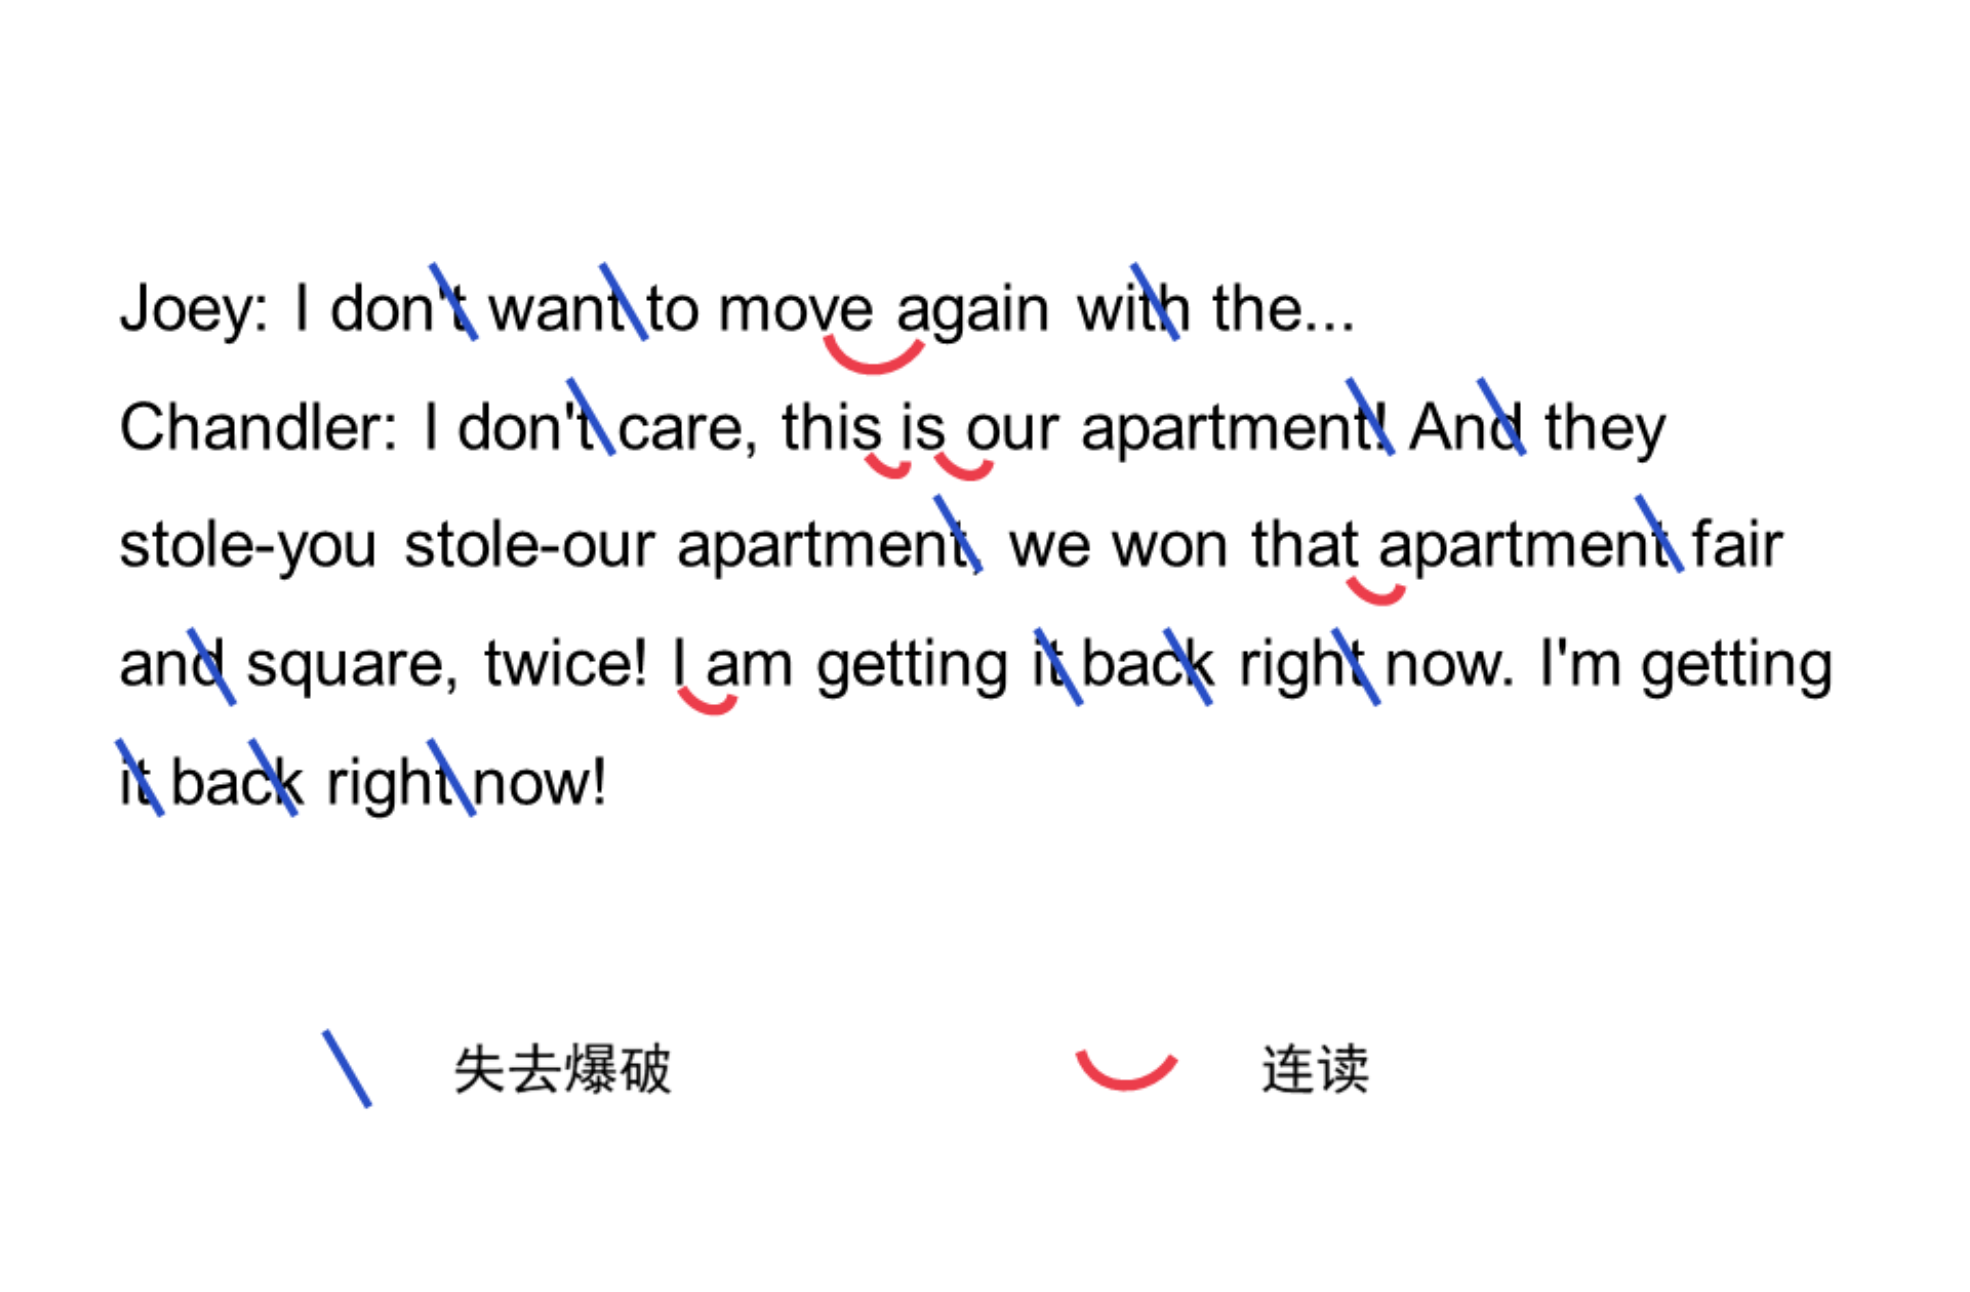 Joey: I don't want to move again with the...
Chandler: I don't care, this is our apartment! And they
stole-you stole-our apartment, we won that apartment fair
and square, twice! I am getting it back right now. I'm getting
it back right now!
失去爆破 连读